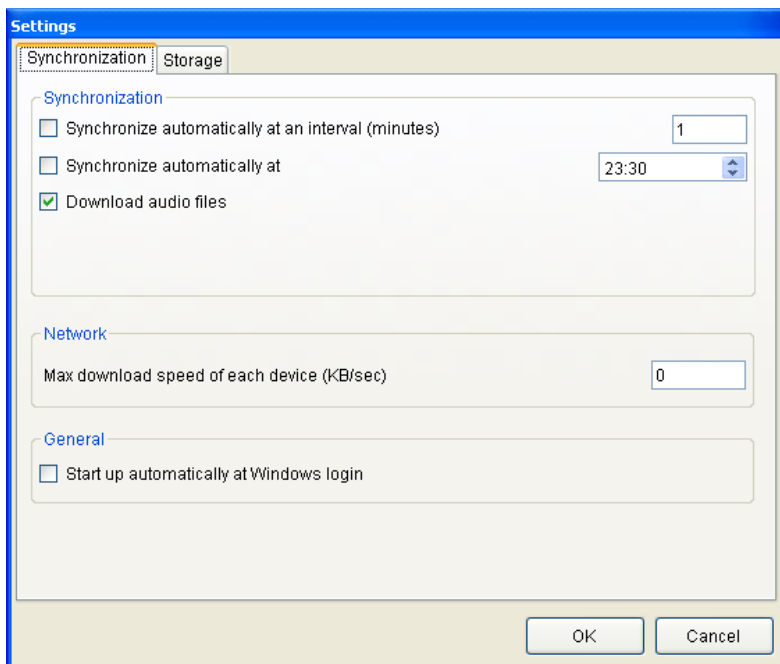 Settings
Synchronization Storage
Synchronization
Synchronize automatically at an interval (minutes) 1
Synchronize automatically at 23:30
Download audio files
Network
Max download speed of each device (KB/sec) 0
General
Start up automatically at Windows login
OK Cancel